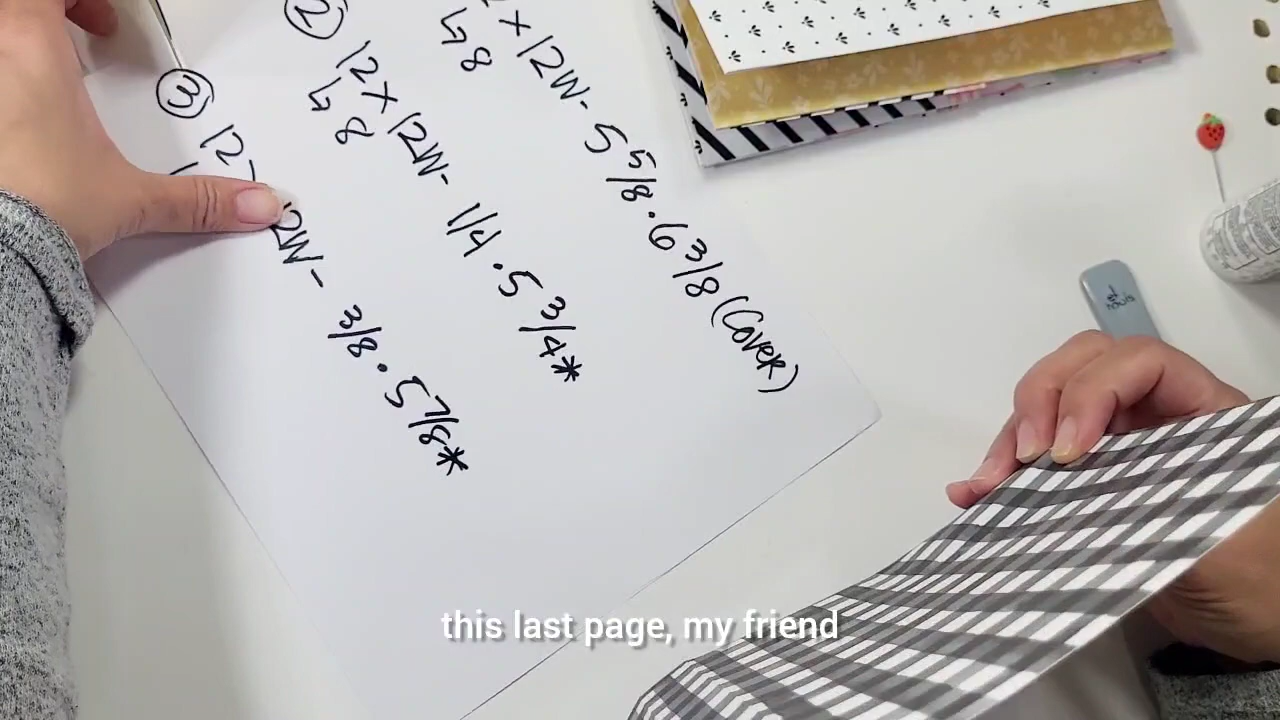 x 12W - 5 5/8 · 6 3/8 (COVER)
↳ 8
② 12 x 12W - 1/4 · 5 3/4*
↳ 8
③ 12 12W - 3/8 · 5 7/8*
this last page, my friend